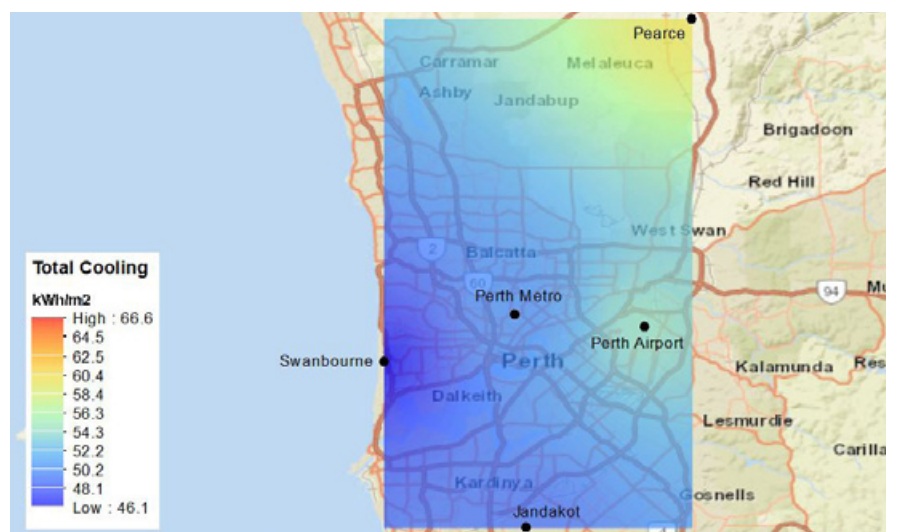 Pearce
Carramar
Melaleuca
Ashby
Jandabup
Brigadoon
Red Hill
West Swan
2
Balcatta
60
94
Perth Metro
Perth Airport
Swanbourne
Perth
Kalamunda
Res
Dalkeith
Lesmurdie
Carilla
Kardinya
Gosnells
Jandakot
4
Total Cooling
kWh/m2
High : 66.6
64.5
62.5
60.4
58.4
56.3
54.3
52.2
50.2
48.1
Low : 46.1